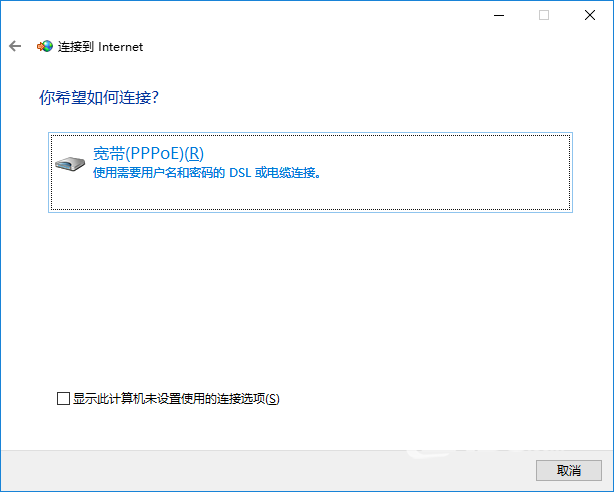 连接到 Internet
你希望如何连接?
宽带(PPPoE)(R)
使用需要用户名和密码的 DSL 或电缆连接。
显示此计算机未设置使用的连接选项(S)
取消